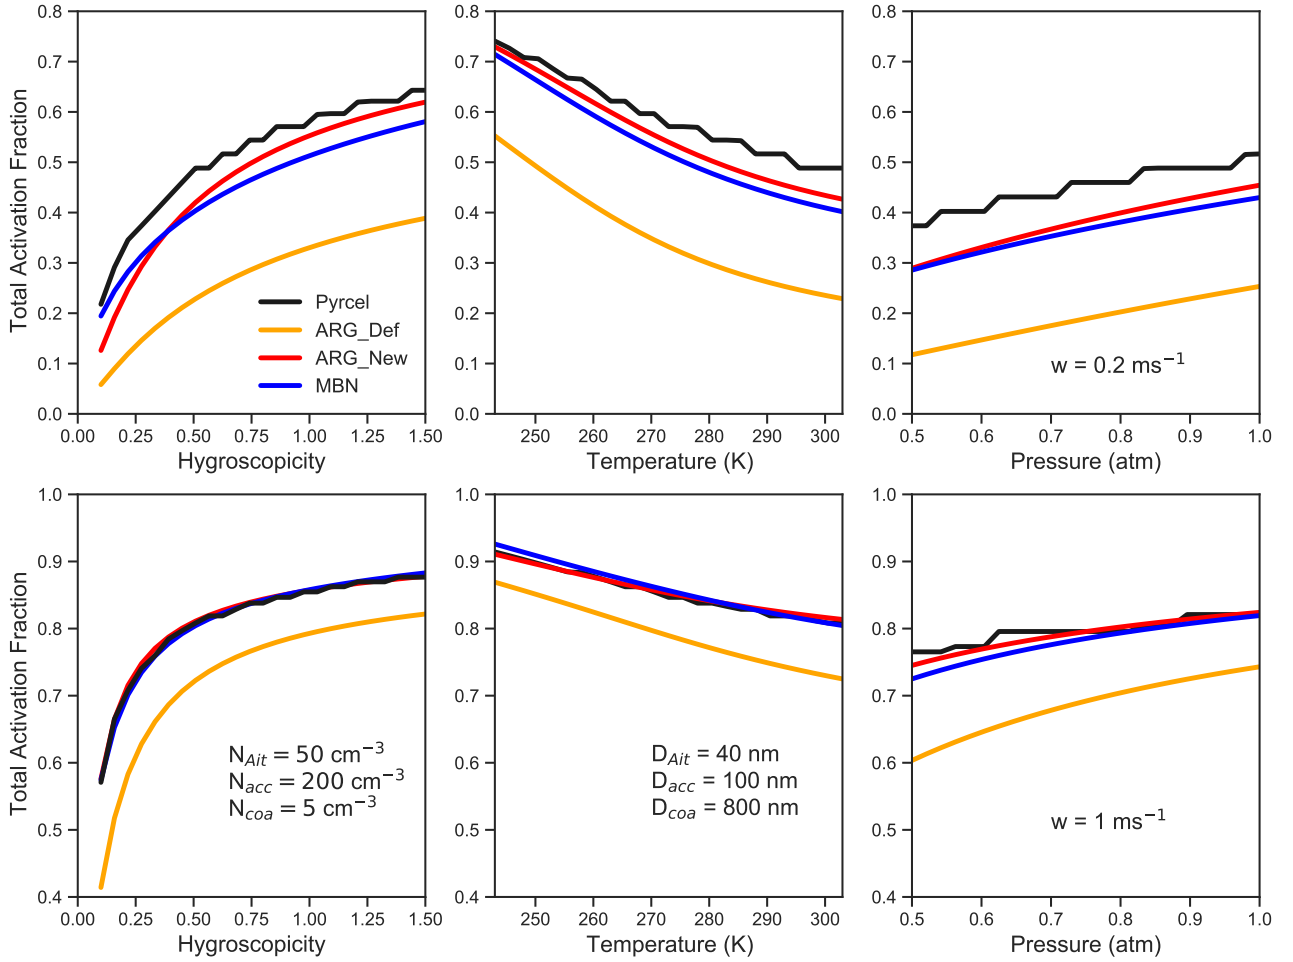 0.8
0.7
0.6
0.5
0.4
0.3
0.2
0.1
0.0
Total Activation Fraction
0.00 0.25 0.50 0.75 1.00 1.25 1.50
Hygroscopicity
Pyrcel
ARG_Def
ARG_New
MBN
0.8
0.7
0.6
0.5
0.4
0.3
0.2
0.1
0.0
250 260 270 280 290 300
Temperature (K)
0.8
0.7
0.6
0.5
0.4
0.3
0.2
0.1
0.0
0.5 0.6 0.7 0.8 0.9 1.0
Pressure (atm)
w = 0.2 ms⁻¹
1.0
0.9
0.8
0.7
0.6
0.5
0.4
Total Activation Fraction
0.00 0.25 0.50 0.75 1.00 1.25 1.50
Hygroscopicity
N_Ait = 50 cm⁻³
N_acc = 200 cm⁻³
N_coa = 5 cm⁻³
1.0
0.9
0.8
0.7
0.6
0.5
0.4
250 260 270 280 290 300
Temperature (K)
D_Ait = 40 nm
D_acc = 100 nm
D_coa = 800 nm
1.0
0.9
0.8
0.7
0.6
0.5
0.4
0.5 0.6 0.7 0.8 0.9 1.0
Pressure (atm)
w = 1 ms⁻¹